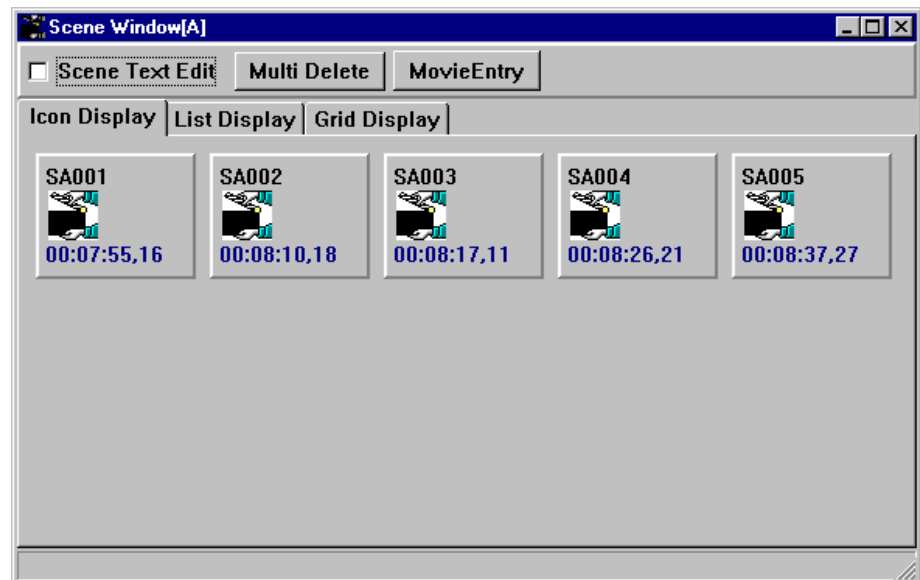 Scene Window[A]
Scene Text Edit Multi Delete MovieEntry
Icon Display List Display Grid Display
SA001 SA002 SA003 SA004 SA005
00:07:55,16 00:08:10,18 00:08:17,11 00:08:26,21 00:08:37,27